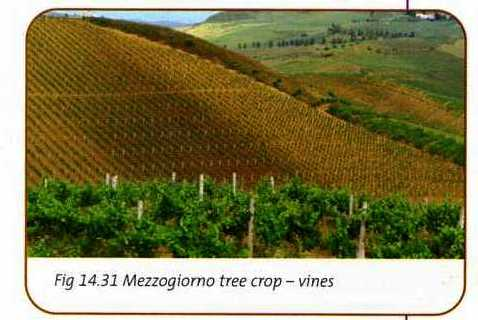 Fig 14.31 Mezzogiorno tree crop – vines